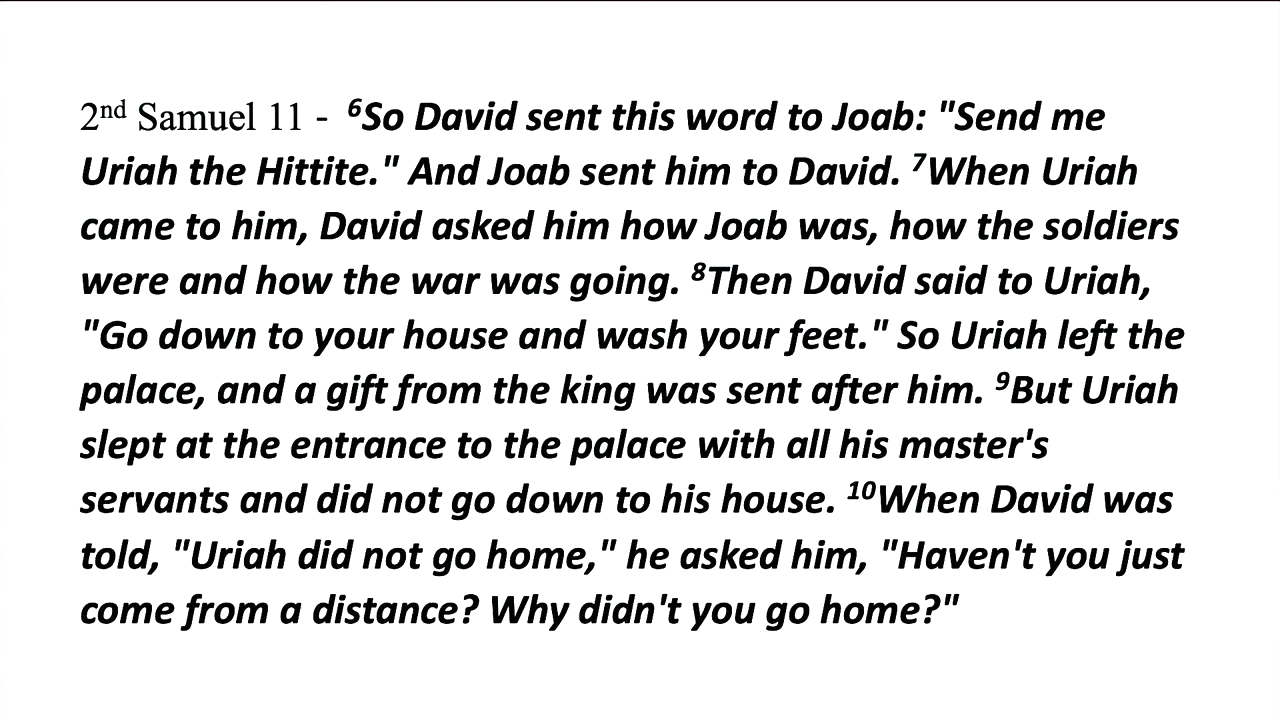 2nd Samuel 11 - 6So David sent this word to Joab: "Send me
Uriah the Hittite." And Joab sent him to David. 7When Uriah
came to him, David asked him how Joab was, how the soldiers
were and how the war was going. 8Then David said to Uriah,
"Go down to your house and wash your feet." So Uriah left the
palace, and a gift from the king was sent after him. 9But Uriah
slept at the entrance to the palace with all his master's
servants and did not go down to his house. 10When David was
told, "Uriah did not go home," he asked him, "Haven't you just
come from a distance? Why didn't you go home?"